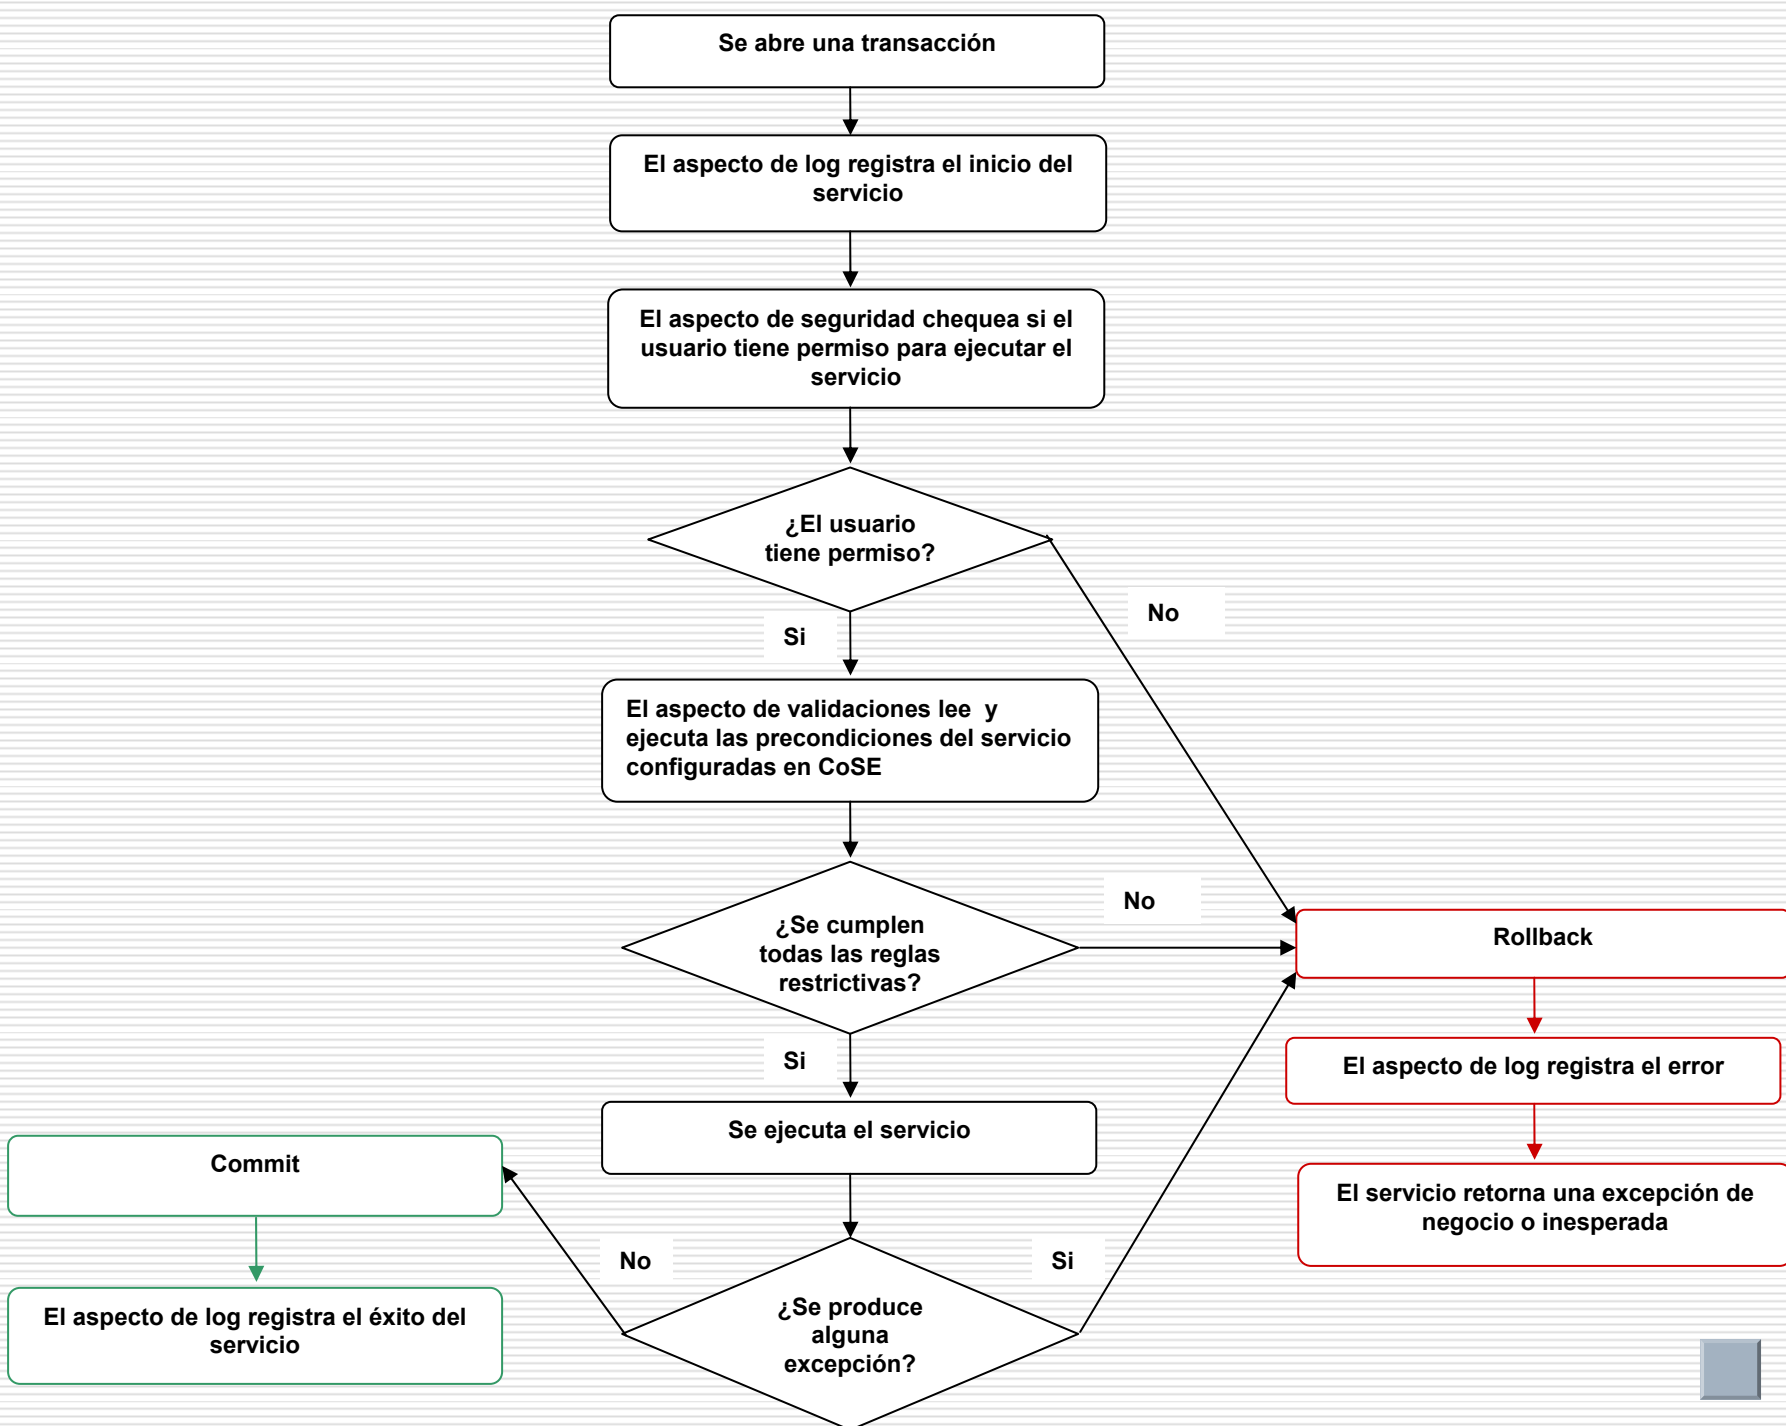 Se abre una transacción
El aspecto de log registra el inicio del
servicio
El aspecto de seguridad chequea si el
usuario tiene permiso para ejecutar el
servicio
¿El usuario
tiene permiso?
No
Si
El aspecto de validaciones lee  y
ejecuta las precondiciones del servicio
configuradas en CoSE
No
¿Se cumplen
todas las reglas
restrictivas?
Rollback
Si
El aspecto de log registra el error
Se ejecuta el servicio
Commit
El servicio retorna una excepción de
negocio o inesperada
No
Si
El aspecto de log registra el éxito del
servicio
¿Se produce
alguna
excepción?